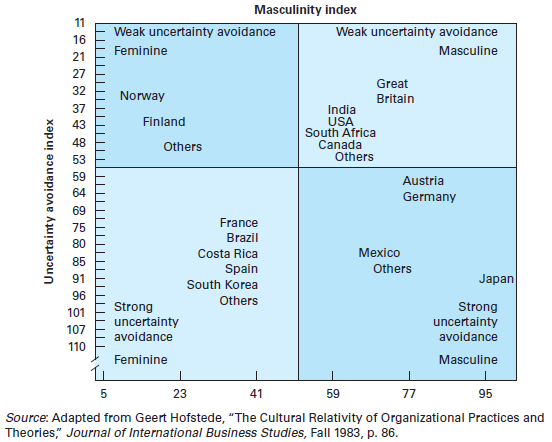 Masculinity index
Uncertainty avoidance index
11
16
21
27
32
37
43
48
53
59
64
69
75
80
85
91
96
101
107
110
Weak uncertainty avoidance
Feminine
Norway
Finland
Others
Weak uncertainty avoidance
Masculine
Great
Britain
India
USA
South Africa
Canada
Others
France
Brazil
Costa Rica
Spain
South Korea
Others
Strong
uncertainty
avoidance
Feminine
Austria
Germany
Mexico
Others
Japan
Strong
uncertainty
avoidance
Masculine
5 23 41 59 77 95
Source: Adapted from Geert Hofstede, “The Cultural Relativity of Organizational Practices and
Theories,” Journal of International Business Studies, Fall 1983, p. 86.